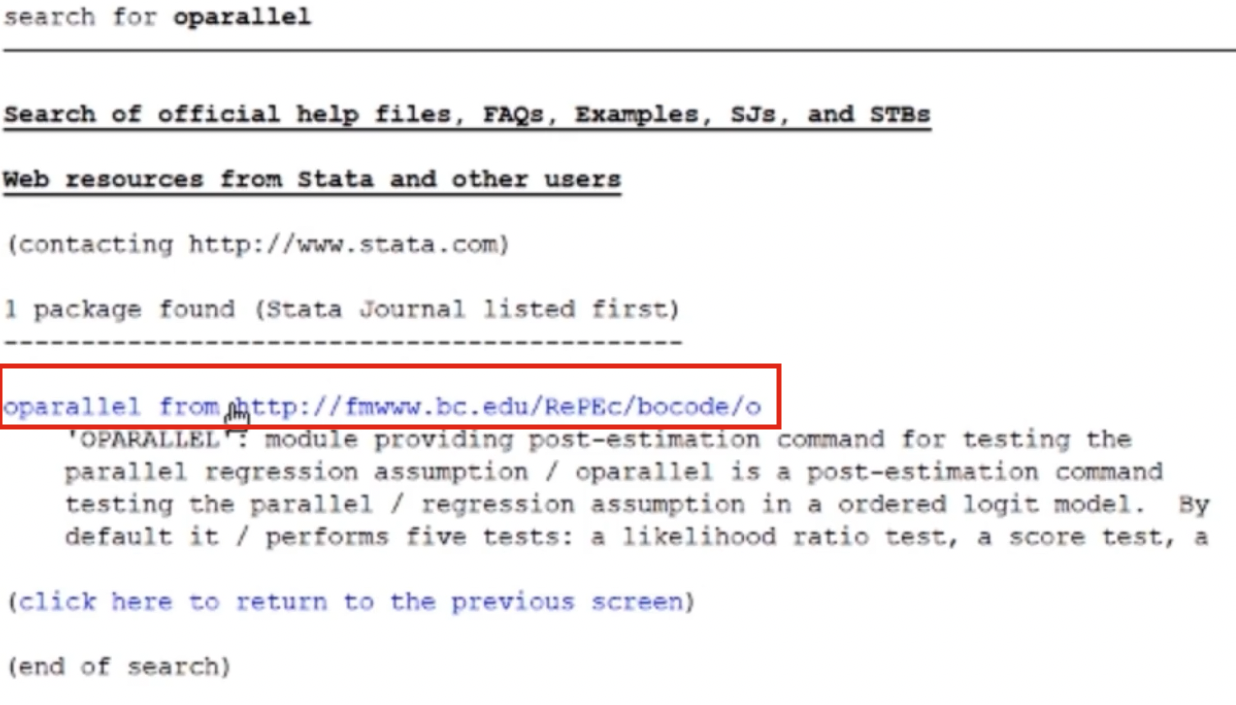 search for oparallel
Search of official help files, FAQs, Examples, SJs, and STBs
Web resources from Stata and other users
(contacting http://www.stata.com)
1 package found (Stata Journal listed first)
--------------------------------------------
oparallel from http://fmwww.bc.edu/RePEc/bocode/o
'OPARALLEL': module providing post-estimation command for testing the
parallel regression assumption / oparallel is a post-estimation command
testing the parallel / regression assumption in a ordered logit model. By
default it / performs five tests: a likelihood ratio test, a score test, a
(click here to return to the previous screen)
(end of search)